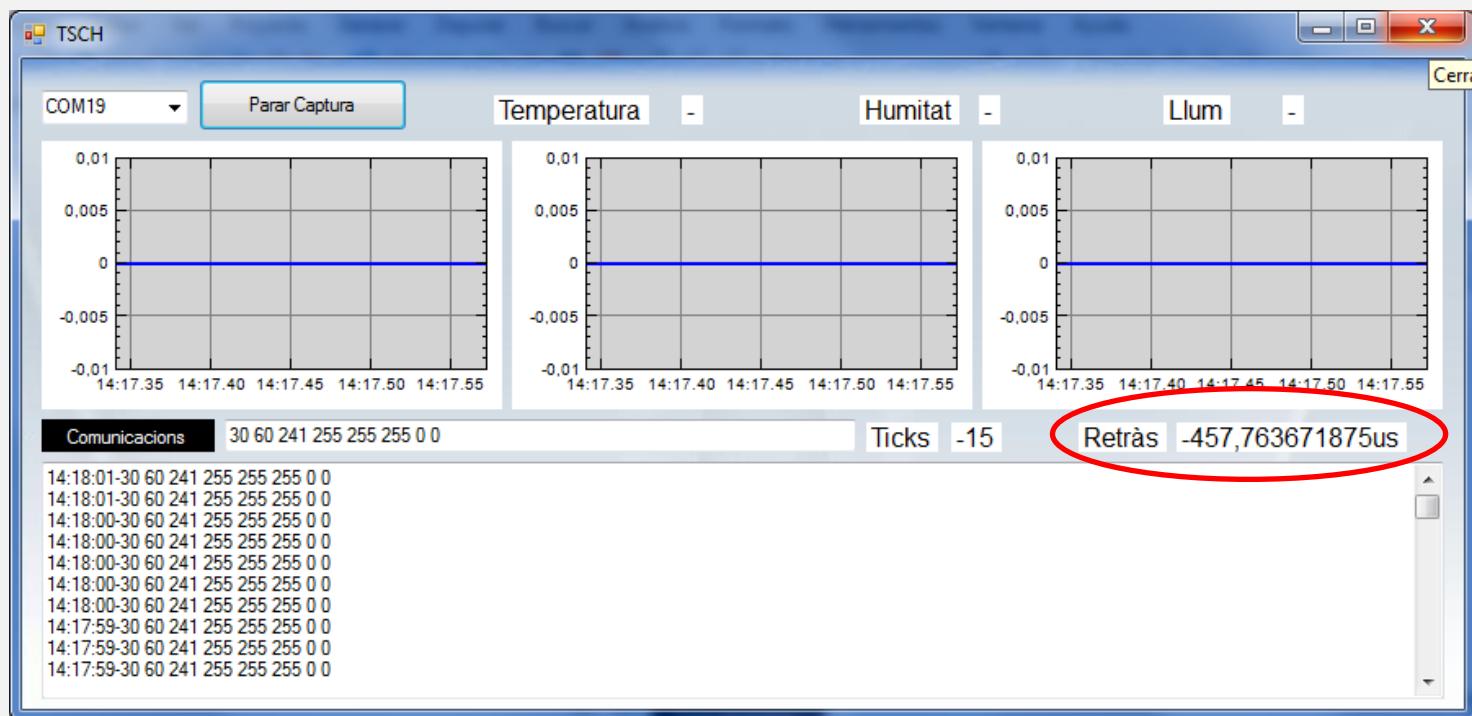 TSCH
Cerra
COM19 Parar Captura Temperatura - Humitat - Llum -
0,01 0,01 0,01
0,005 0,005 0,005
0 0 0
-0,005 -0,005 -0,005
-0,01 -0,01 -0,01
14:17.35 14:17.40 14:17.45 14:17.50 14:17.55 14:17.35 14:17.40 14:17.45 14:17.50 14:17.55 14:17.35 14:17.40 14:17.45 14:17.50 14:17.55
Comunicacions 30 60 241 255 255 255 0 0 Ticks -15 Retràs -457,763671875us
14:18:01-30 60 241 255 255 255 0 0
14:18:01-30 60 241 255 255 255 0 0
14:18:00-30 60 241 255 255 255 0 0
14:18:00-30 60 241 255 255 255 0 0
14:18:00-30 60 241 255 255 255 0 0
14:18:00-30 60 241 255 255 255 0 0
14:18:00-30 60 241 255 255 255 0 0
14:17:59-30 60 241 255 255 255 0 0
14:17:59-30 60 241 255 255 255 0 0
14:17:59-30 60 241 255 255 255 0 0